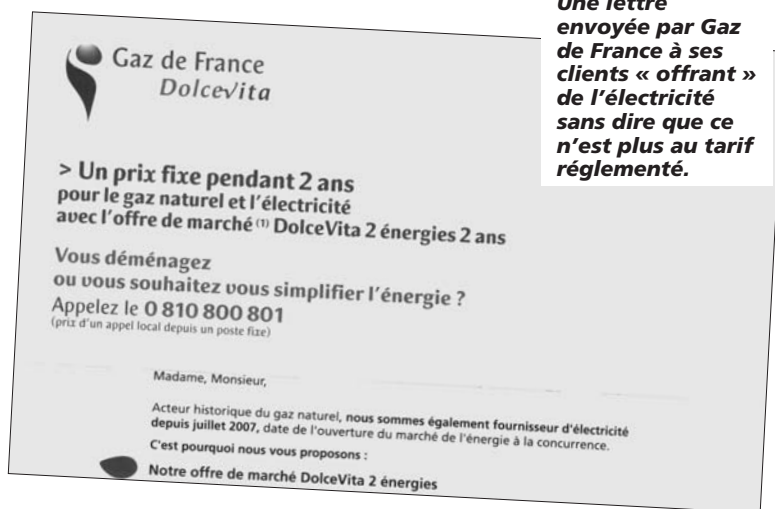 Une lettre
envoyée par Gaz
de France à ses
clients « offrant »
de l'électricité
sans dire que ce
n'est plus au tarif
réglementé.
Gaz de France
DolceVita
> Un prix fixe pendant 2 ans
pour le gaz naturel et l'électricité
avec l'offre de marché (1) DolceVita 2 énergies 2 ans
Vous déménagez
ou vous souhaitez vous simplifier l'énergie ?
Appelez le 0 810 800 801
(prix d'un appel local depuis un poste fixe)
Madame, Monsieur,
Acteur historique du gaz naturel, nous sommes également fournisseur d'électricité
depuis juillet 2007, date de l'ouverture du marché de l'énergie à la concurrence.
C'est pourquoi nous vous proposons :
Notre offre de marché DolceVita 2 énergies